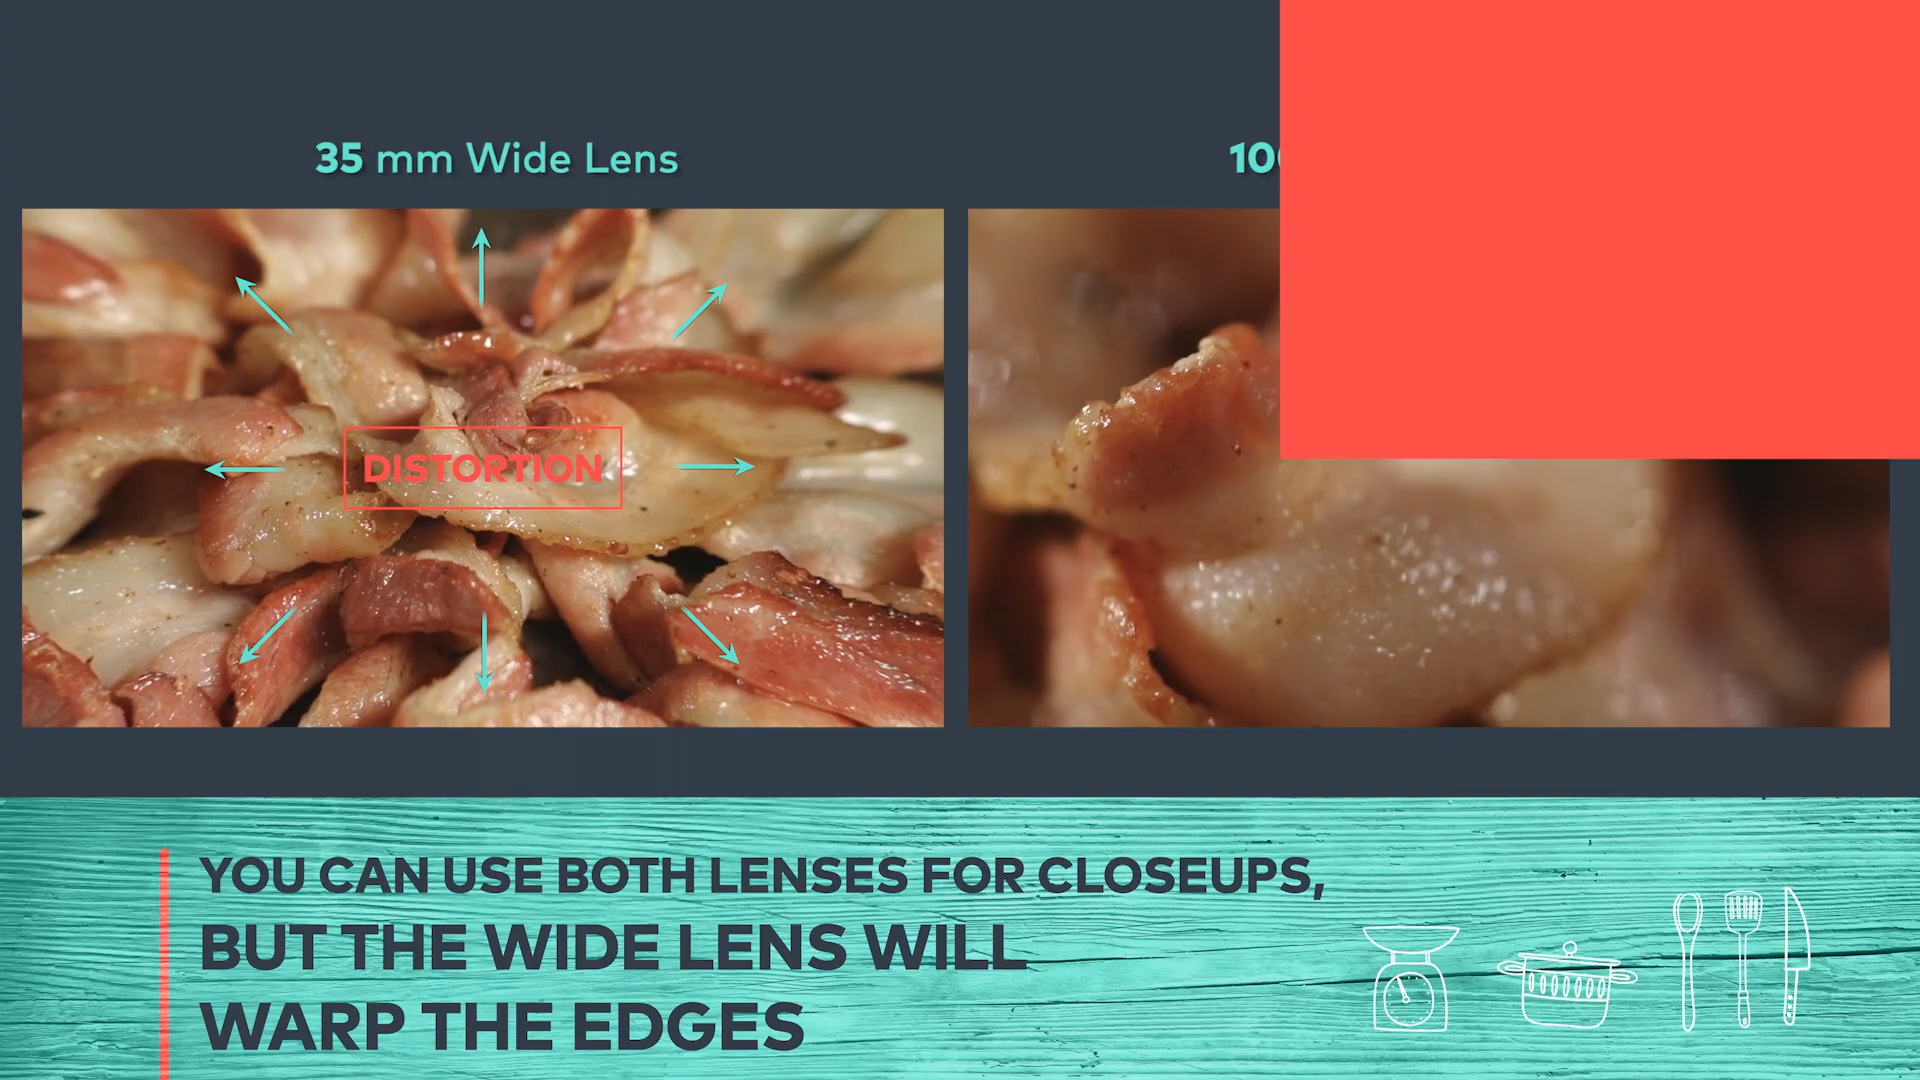 35 mm Wide Lens
DISTORTION
YOU CAN USE BOTH LENSES FOR CLOSEUPS,
BUT THE WIDE LENS WILL
WARP THE EDGES